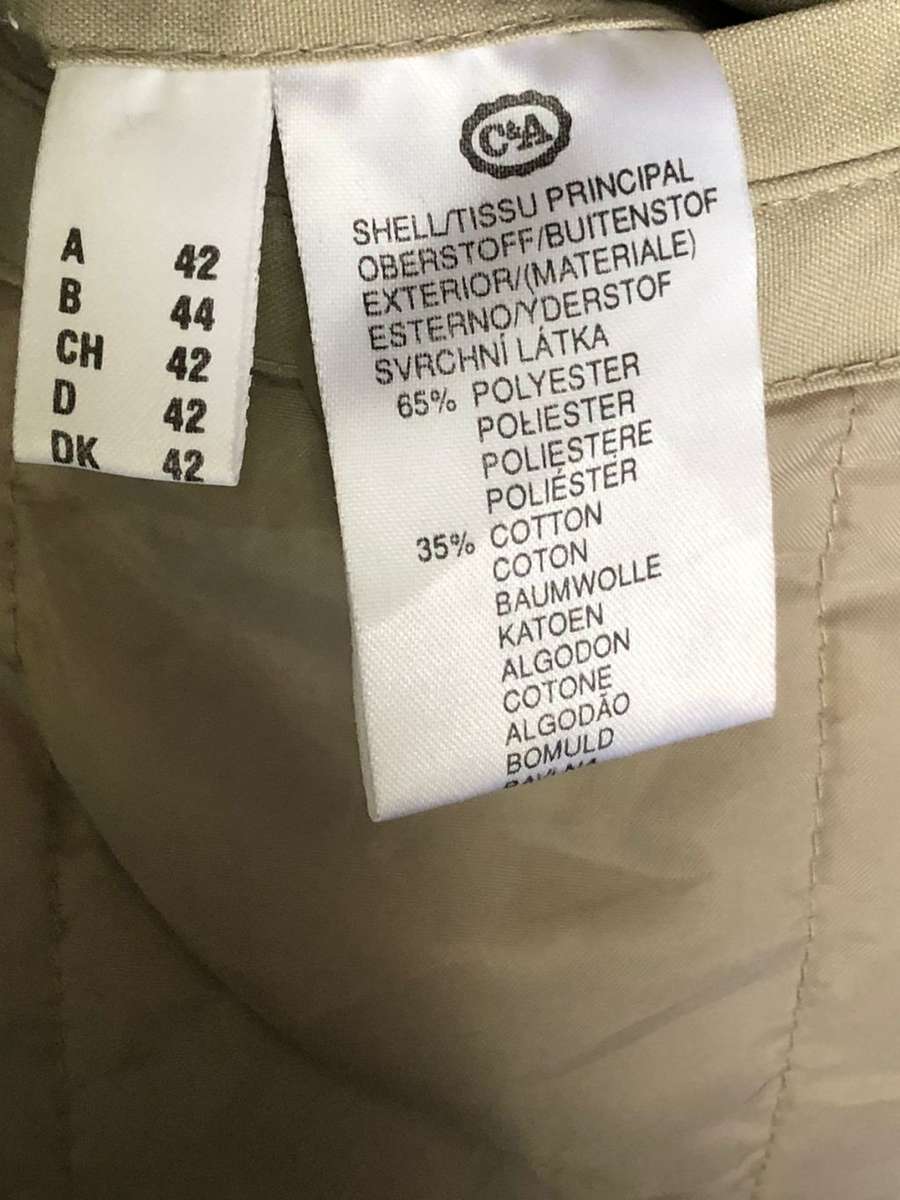 A 42
B 44
CH 42
D 42
DK 42
C&A
SHELL/TISSU PRINCIPAL
OBERSTOFF/BUITENSTOF
EXTERIOR/(MATERIALE)
ESTERNO/YDERSTOF
SVRCHNÍ LÁTKA
65% POLYESTER
POŁIESTER
POLIESTERE
POLIÉSTER
35% COTTON
COTON
BAUMWOLLE
KATOEN
ALGODON
COTONE
ALGODÃO
BOMULD